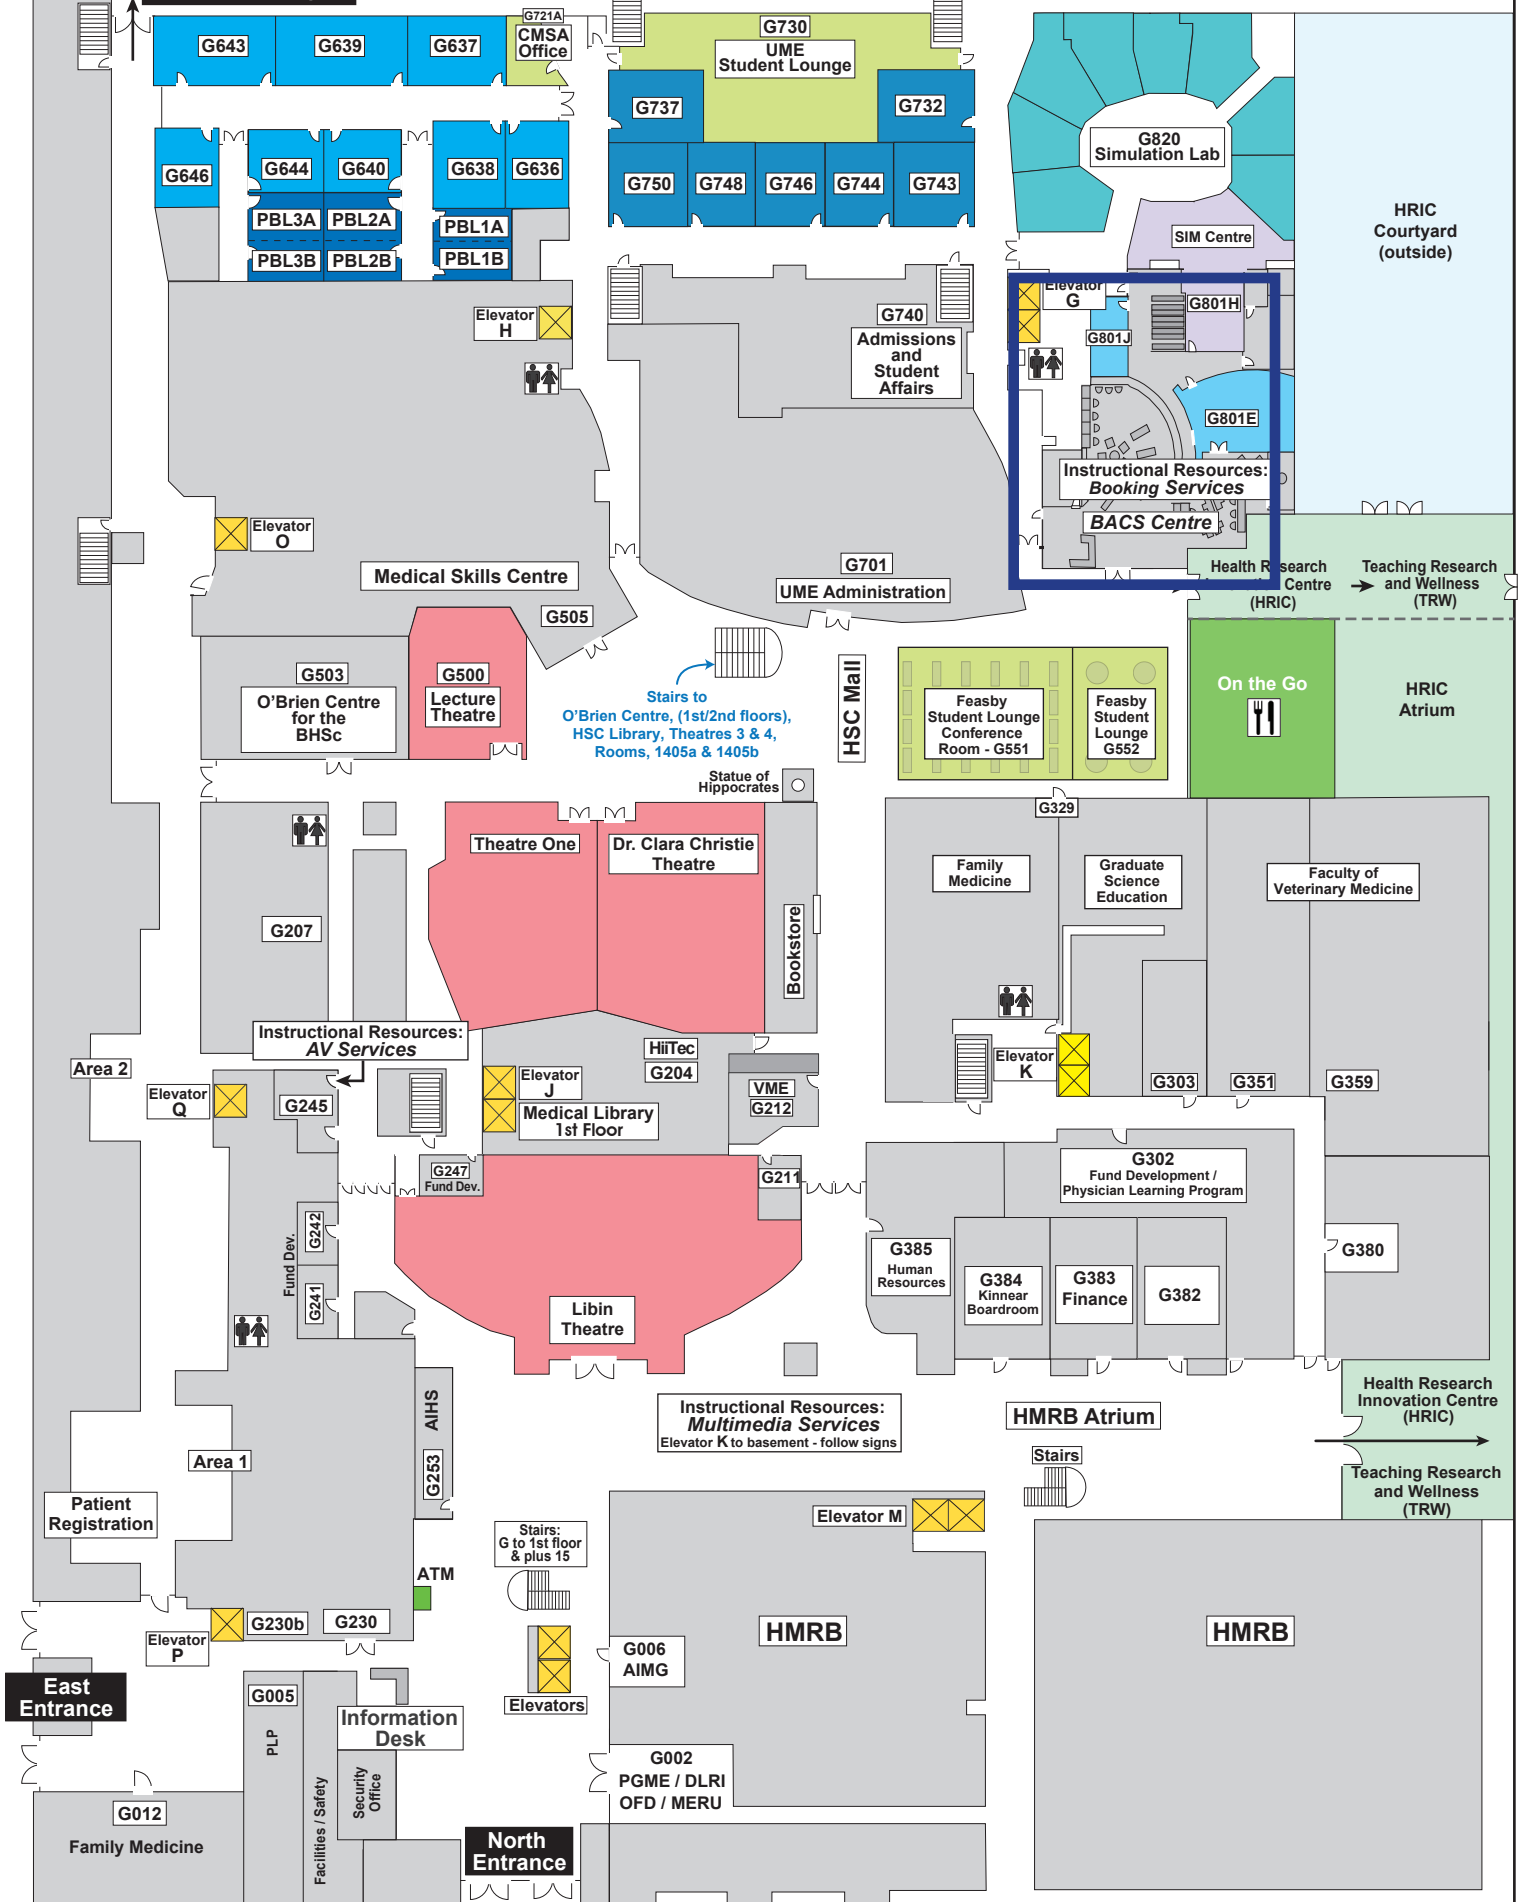 G643
G639
G637
G721A
CMSA
Office
G730
UME
Student Lounge
G737
G732
G646
G644
G640
G638
G636
PBL3A
PBL2A
PBL1A
PBL3B
PBL2B
PBL1B
G750
G748
G746
G744
G743
G820
Simulation Lab
SIM Centre
HRIC
Courtyard
(outside)
Elevator
H
G740
Admissions
and
Student
Affairs
Elevator
G
G801H
G801J
G801E
Instructional Resources:
Booking Services
BACS Centre
Elevator
O
Medical Skills Centre
G505
G701
UME Administration
Health Research
Centre
(HRIC)
Teaching Research
and Wellness
(TRW)
G503
O'Brien Centre
for the
BHSc
G500
Lecture
Theatre
Stairs to
O'Brien Centre, (1st/2nd floors),
HSC Library, Theatres 3 & 4,
Rooms, 1405a & 1405b
HSC Mall
Feasby
Student Lounge
Conference
Room - G551
Feasby
Student
Lounge
G552
On the Go
HRIC
Atrium
Statue of
Hippocrates
Theatre One
Dr. Clara Christie
Theatre
Bookstore
G329
Family
Medicine
Graduate
Science
Education
Faculty of
Veterinary Medicine
G207
Instructional Resources:
AV Services
HiiTec
G204
Area 2
Elevator
Q
G245
Elevator
J
Medical Library
1st Floor
VME
G212
Elevator
K
G303
G351
G359
G247
Fund Dev.
G211
G302
Fund Development /
Physician Learning Program
Fund Dev.
G242
G241
G385
Human
Resources
G384
Kinnear
Boardroom
G383
Finance
G382
G380
Libin
Theatre
AIHS
G253
Instructional Resources:
Multimedia Services
Elevator K to basement - follow signs
HMRB Atrium
Stairs
Health Research
Innovation Centre
(HRIC)
Teaching Research
and Wellness
(TRW)
Area 1
Patient
Registration
Elevator M
Stairs:
G to 1st floor
& plus 15
ATM
G230b
G230
Elevator
P
HMRB
HMRB
G006
AIMG
Elevators
East
Entrance
G005
PLP
Information
Desk
Facilities / Safety
Security
Office
G002
PGME / DLRI
OFD / MERU
G012
Family Medicine
North
Entrance